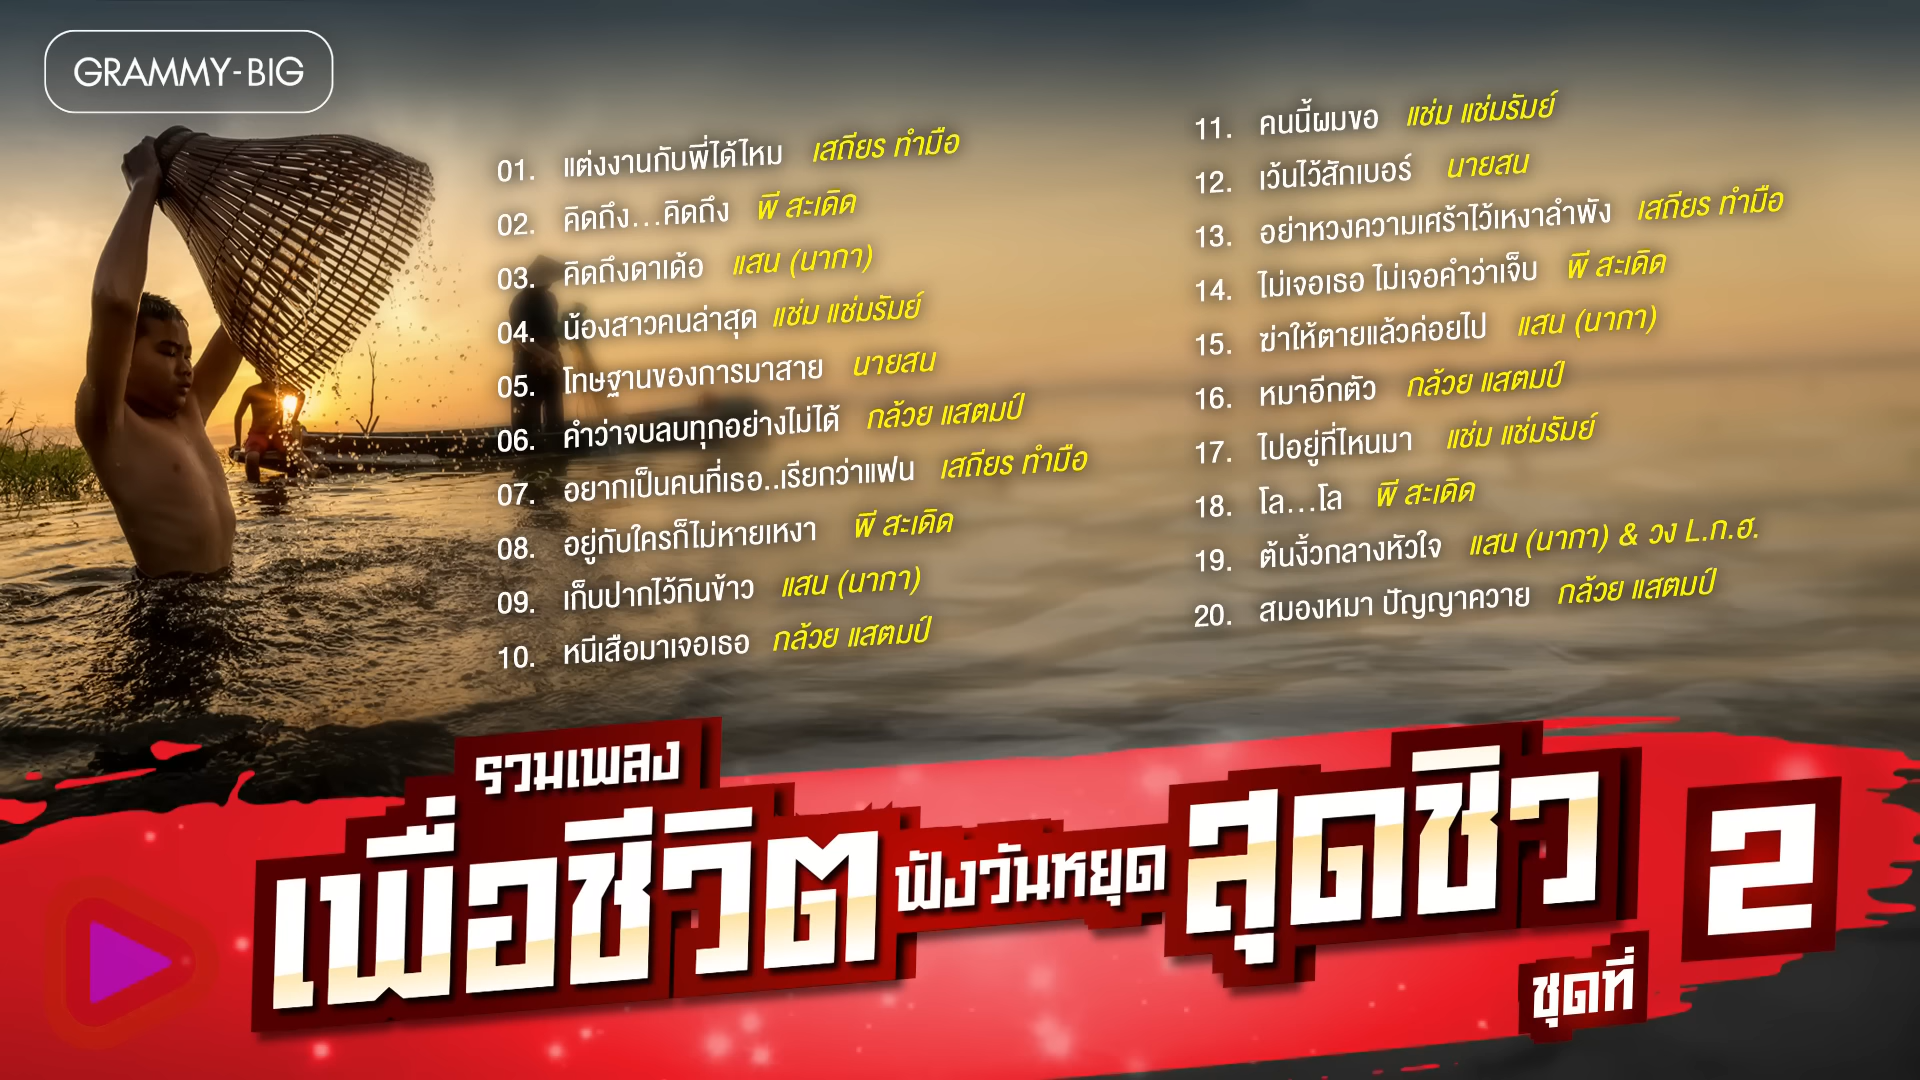 GRAMMY-BIG
01. แต่งงานกับพี่ได้ไหม เสถียร ทำมือ
02. คิดถึง...คิดถึง พี สะเดิด
03. คิดถึงดาเด้อ แสน (นากา)
04. น้องสาวคนล่าสุด แช่ม แช่มรัมย์
05. โทษฐานของการมาสาย นายสน
06. คำว่าจบลบทุกอย่างไม่ได้ กล้วย แสตมป์
07. อยากเป็นคนที่เธอ..เรียกว่าแฟน เสถียร ทำมือ
08. อยู่กับใครก็ไม่หายเหงา พี สะเดิด
09. เก็บปากไว้กินข้าว แสน (นากา)
10. หนีเสือมาเจอเธอ กล้วย แสตมป์
11. คนนี้ผมขอ แช่ม แช่มรัมย์
12. เว้นไว้สักเบอร์ นายสน
13. อย่าหวงความเศร้าไว้เหงาลำพัง เสถียร ทำมือ
14. ไม่เจอเธอ ไม่เจอคำว่าเจ็บ พี สะเดิด
15. ฆ่าให้ตายแล้วค่อยไป แสน (นากา)
16. หมาอีกตัว กล้วย แสตมป์
17. ไปอยู่ที่ไหนมา แช่ม แช่มรัมย์
18. โล...โล พี สะเดิด
19. ต้นงิ้วกลางหัวใจ แสน (นากา) & วง L.ก.ฮ.
20. สมองหมา ปัญญาควาย กล้วย แสตมป์
รวมเพลง
เพื่อชีวิต ฟังวันหยุด สุดชิว 2
ชุดที่